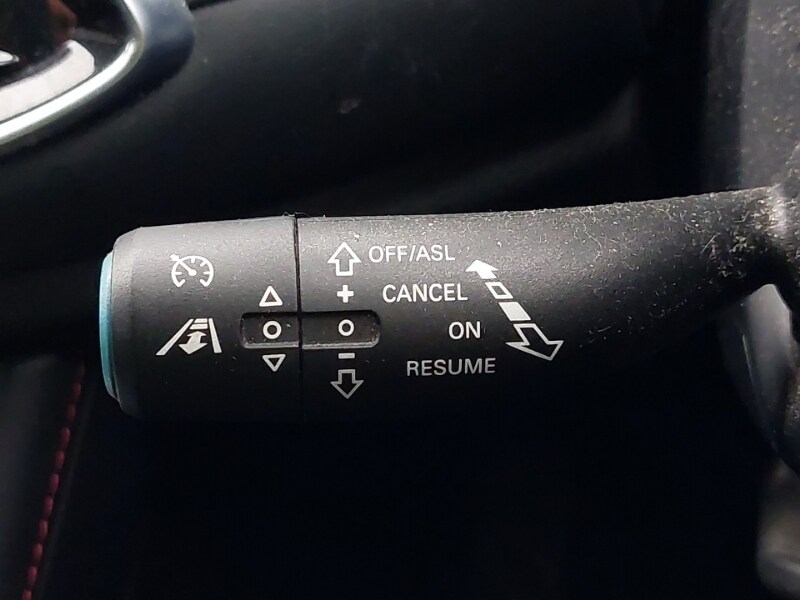 OFF/ASL
+ CANCEL
ON
− RESUME